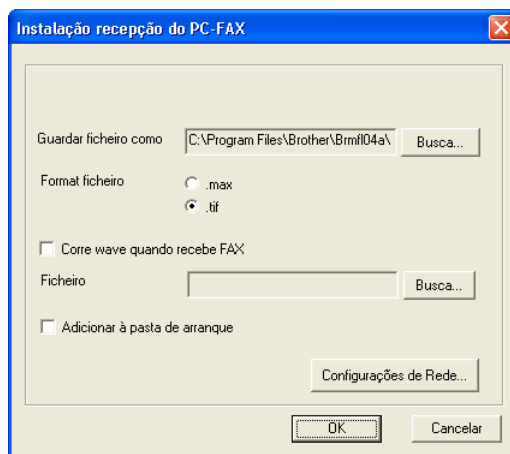 Instalação recepção do PC-FAX
Guardar ficheiro como
C:\Program Files\Brother\Brmfl04a\
Busca...
Format ficheiro
.max
.tif
Corre wave quando recebe FAX
Ficheiro
Busca...
Adicionar à pasta de arranque
Configurações de Rede...
OK
Cancelar